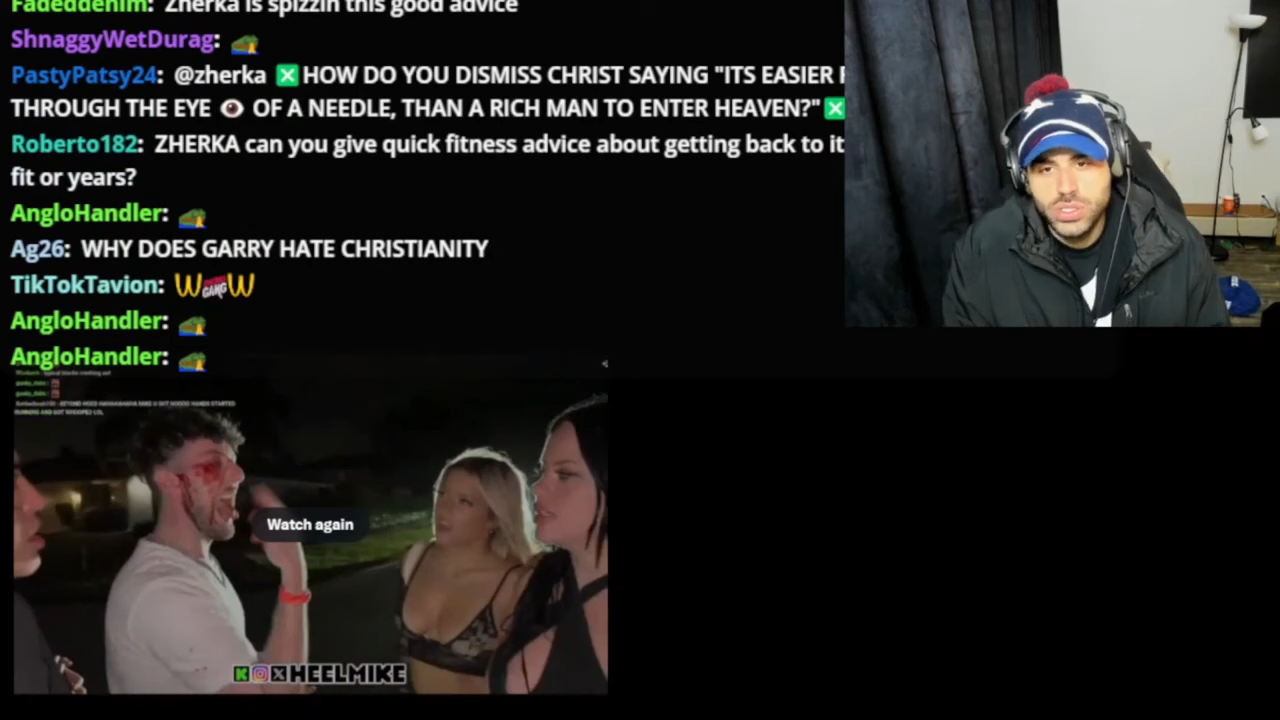 Fadeddenim: Zherka is spizzin this good advice
ShnaggyWetDurag:
PastyPatsy24: @zherka ❎ HOW DO YOU DISMISS CHRIST SAYING "ITS EASIER F
THROUGH THE EYE 👁 OF A NEEDLE, THAN A RICH MAN TO ENTER HEAVEN?" ❎
Roberto182: ZHERKA can you give quick fitness advice about getting back to it
fit or years?
AngloHandler:
Ag26: WHY DOES GARRY HATE CHRISTIANITY
TikTokTavion: W GANG W
AngloHandler:
AngloHandler:
Watch again
HEELMIKE